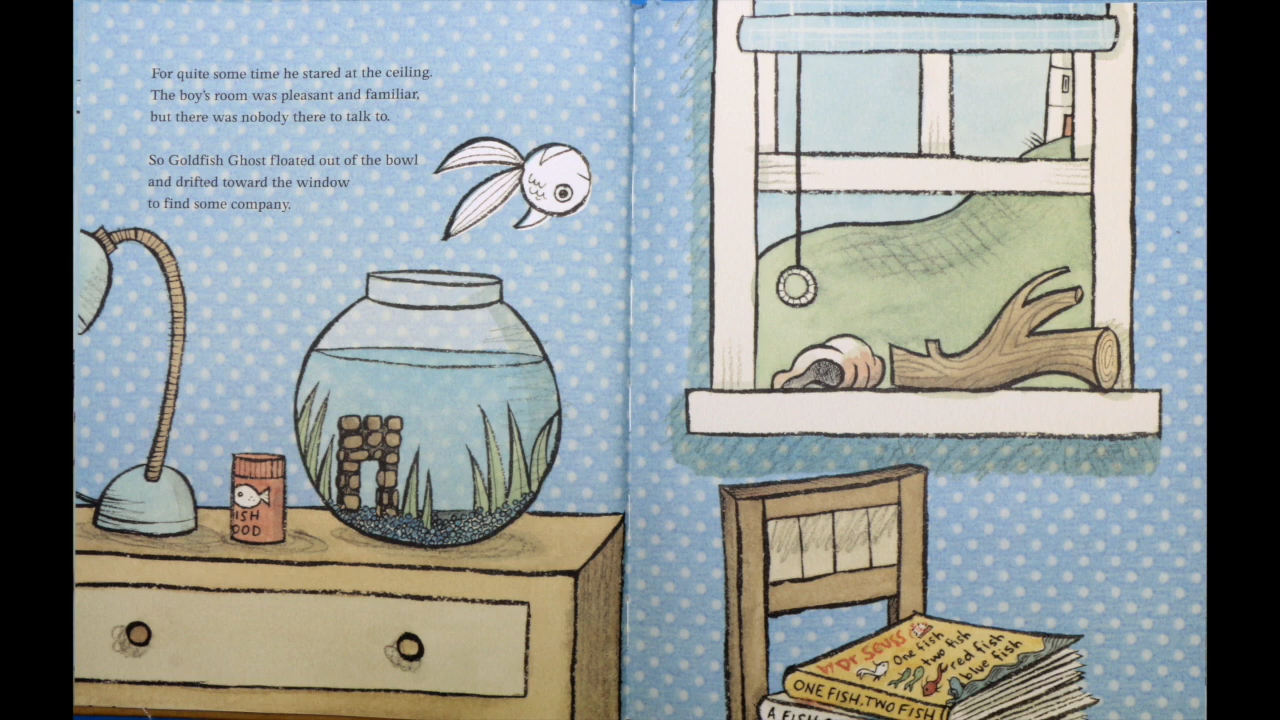 For quite some time he stared at the ceiling.
The boy's room was pleasant and familiar,
but there was nobody there to talk to.
So Goldfish Ghost floated out of the bowl
and drifted toward the window
to find some company.
ISH
OOD
by Dr Seuss
One fish
two fish
red fish
blue fish
ONE FISH, TWO FISH
A FISH